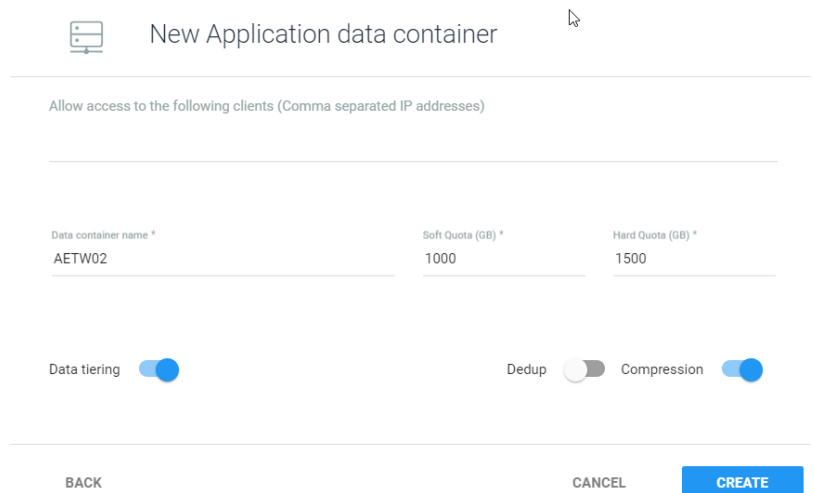 New Application data container
Allow access to the following clients (Comma separated IP addresses)
Data container name * Soft Quota (GB) * Hard Quota (GB) *
AETW02 1000 1500
Data tiering Dedup Compression
BACK CANCEL CREATE